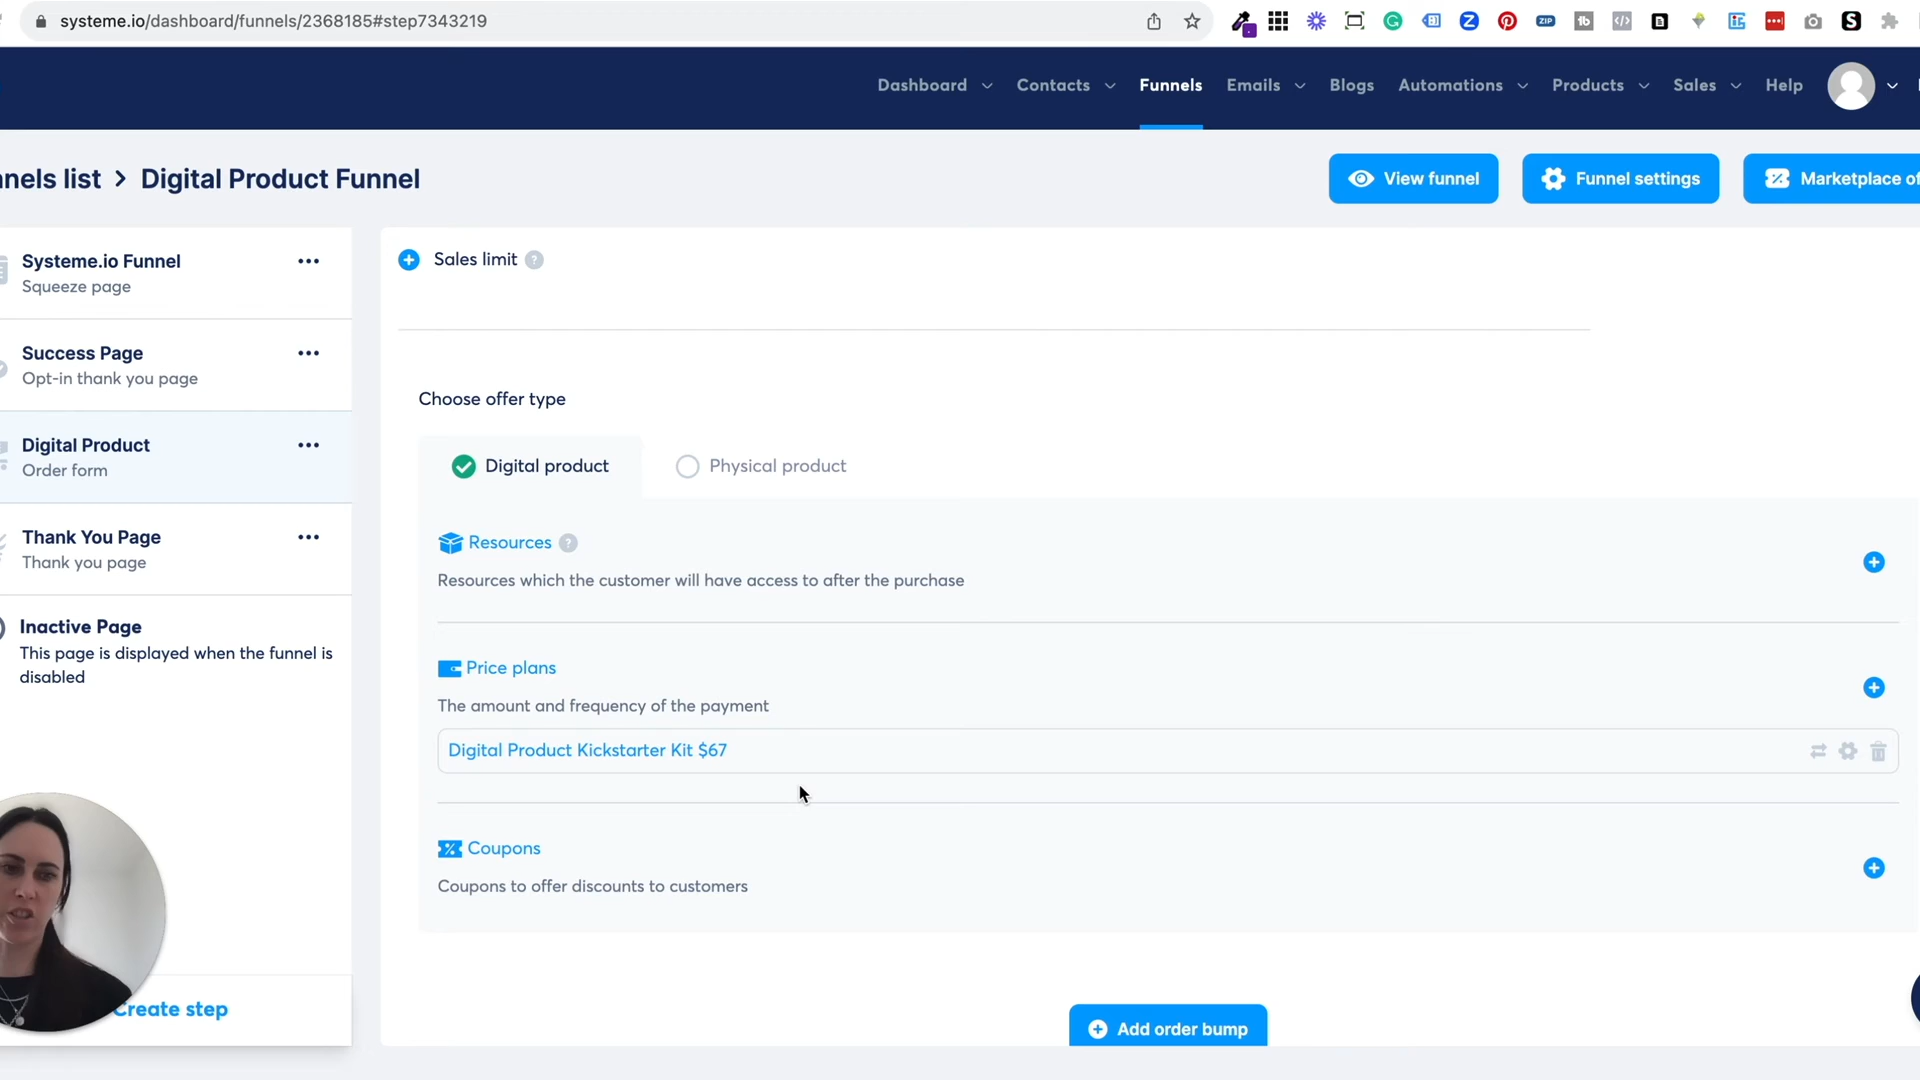 systeme.io/dashboard/funnels/2368185#step7343219
ZIP
Dashboard
Contacts
Funnels
Emails
Blogs
Automations
Products
Sales
Help
nnels list > Digital Product Funnel
View funnel
Funnel settings
Marketplace of
Systeme.io Funnel
Squeeze page
Success Page
Opt-in thank you page
Digital Product
Order form
Thank You Page
Thank you page
Inactive Page
This page is displayed when the funnel is
disabled
Create step
Sales limit ?
Choose offer type
Digital product
Physical product
Resources ?
Resources which the customer will have access to after the purchase
Price plans
The amount and frequency of the payment
Digital Product Kickstarter Kit $67
Coupons
Coupons to offer discounts to customers
Add order bump